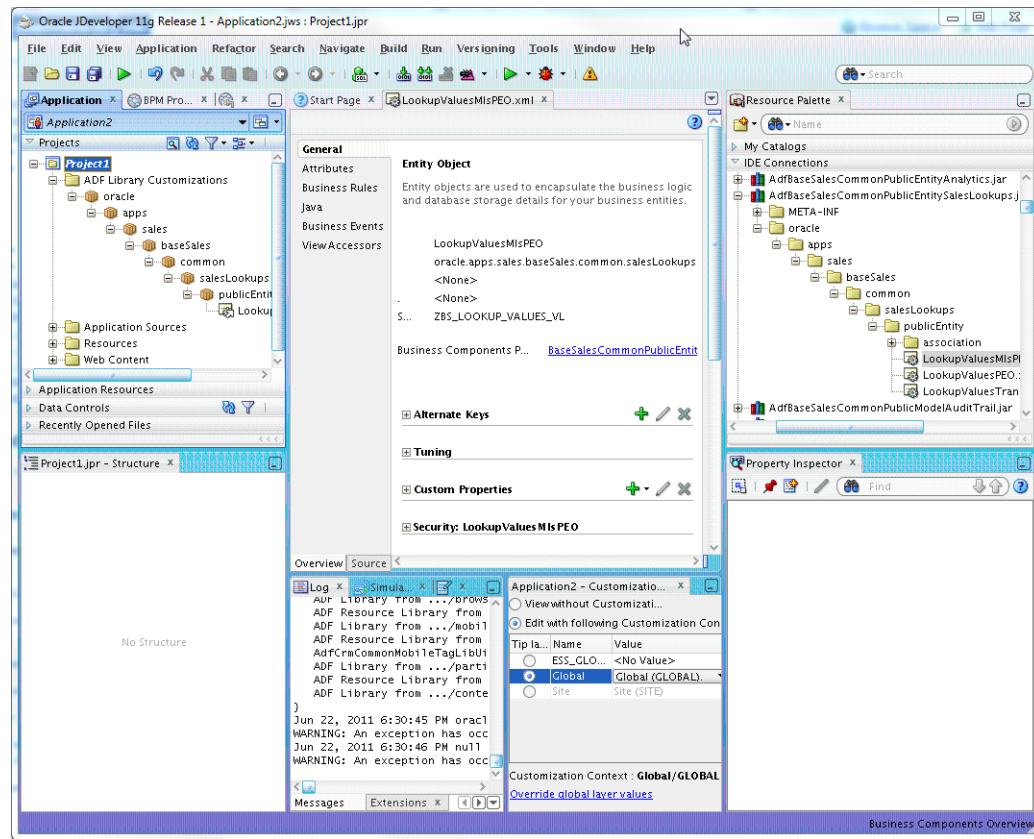 Oracle JDeveloper 11g Release 1 - Application2.jws : Project1.jpr
File Edit View Application Refactor Search Navigate Build Run Versigning Tools Window Help
Search
Application x BPM Pro... x x
Application2
Projects
Project1
ADF Library Customizations
oracle
apps
sales
baseSales
common
salesLookups
publicEntit
Looku
Application Sources
Resources
Web Content
Application Resources
Data Controls
Recently Opened Files
Project1.jpr - Structure x
No Structure
Start Page x LookupValuesMlsPEO.xml x
General
Attributes
Business Rules
Java
Business Events
View Accessors
Entity Object
Entity objects are used to encapsulate the business logic
and database storage details for your business entities.
LookupValuesMlsPEO
oracle.apps.sales.baseSales.common.salesLookups
<None>
. <None>
S... ZBS_LOOKUP_VALUES_VL
Business Components P... BaseSalesCommonPublicEntit
Alternate Keys
Tuning
Custom Properties
Security: LookupValuesMlsPEO
Overview Source
Log x Simula... x x
ADF Library from .../brows
ADF Resource Library from
ADF Library from .../mobil
ADF Resource Library from
AdfCrmCommonMobileTagLibUi
ADF Library from .../parti
ADF Resource Library from
ADF Library from .../conte
}
Jun 22, 2011 6:30:45 PM oracl
WARNING: An exception has occ
Jun 22, 2011 6:30:46 PM null
WARNING: An exception has occ
Messages Extensions x
Application2 - Customizatio... x
View without Customizati...
Edit with following Customization Con
Tip la... Name Value
ESS_GLO... <No Value>
Global Global (GLOBAL).
Site Site (SITE)
Customization Context : Global/GLOBAL
Override global layer values
Resource Palette x
Name
My Catalogs
IDE Connections
AdfBaseSalesCommonPublicEntityAnalytics.jar
AdfBaseSalesCommonPublicEntitySalesLookups.j
META-INF
oracle
apps
sales
baseSales
common
salesLookups
publicEntity
association
LookupValuesMlsPI
LookupValuesPEO.
LookupValuesTran
AdfBaseSalesCommonPublicModelAuditTrail.jar
Property Inspector x
Find
Business Components Overview